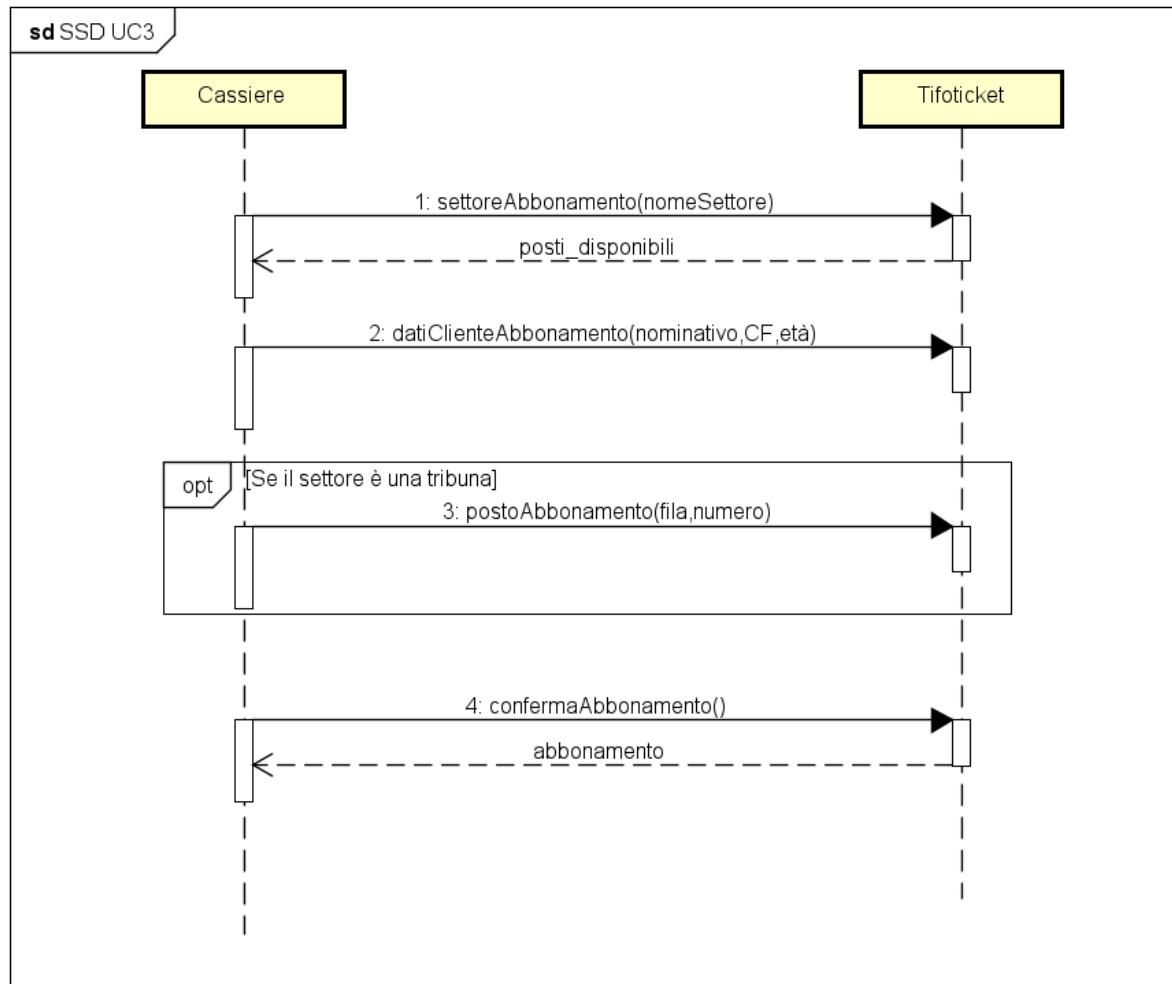 sd SSD UC3
Cassiere
Tifoticket
1: settoreAbbonamento(nomeSettore)
posti_disponibili
2: datiClienteAbbonamento(nominativo,CF,età)
opt
[Se il settore è una tribuna]
3: postoAbbonamento(fila,numero)
4: confermaAbbonamento()
abbonamento